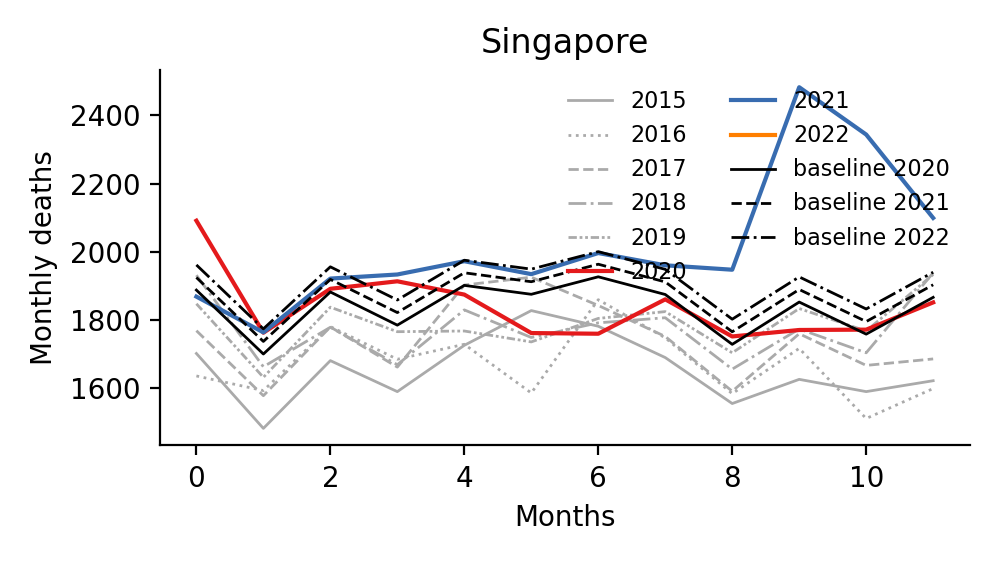 Singapore
Monthly deaths
2400
2200
2000
1800
1600
0 2 4 6 8 10
Months
2015
2016
2017
2018
2019
2020
2021
2022
baseline 2020
baseline 2021
baseline 2022